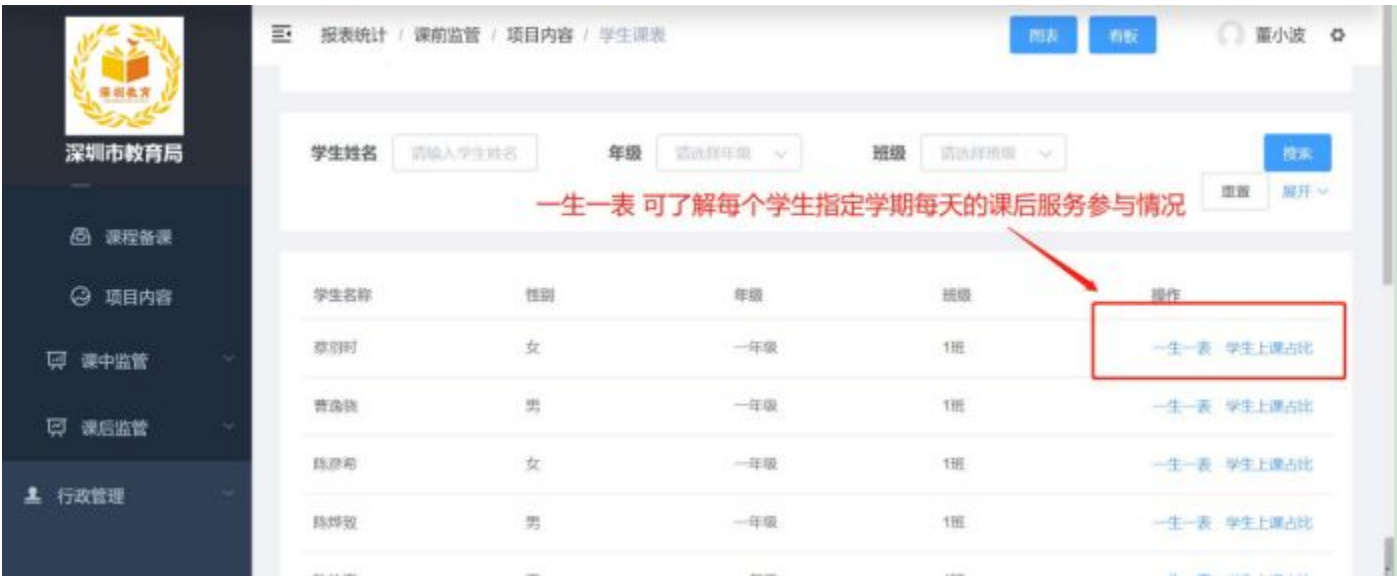 报表统计 / 课前监管 / 项目内容 / 学生课表 图表 看板 董小波
深圳教育
深圳市教育局
学生姓名 请输入学生姓名 年级 请选择年级 班级 请选择班级 搜索
重置 展开
一生一表 可了解每个学生指定学期每天的课后服务参与情况
课程备课
项目内容
课中监管
课后监管
行政管理
学生名称 性别 年级 班级 操作
蔡羽时 女 一年级 1班 一生一表 学生上课占比
曹逸骁 男 一年级 1班 一生一表 学生上课占比
陈彦希 女 一年级 1班 一生一表 学生上课占比
陈烨致 男 一年级 1班 一生一表 学生上课占比